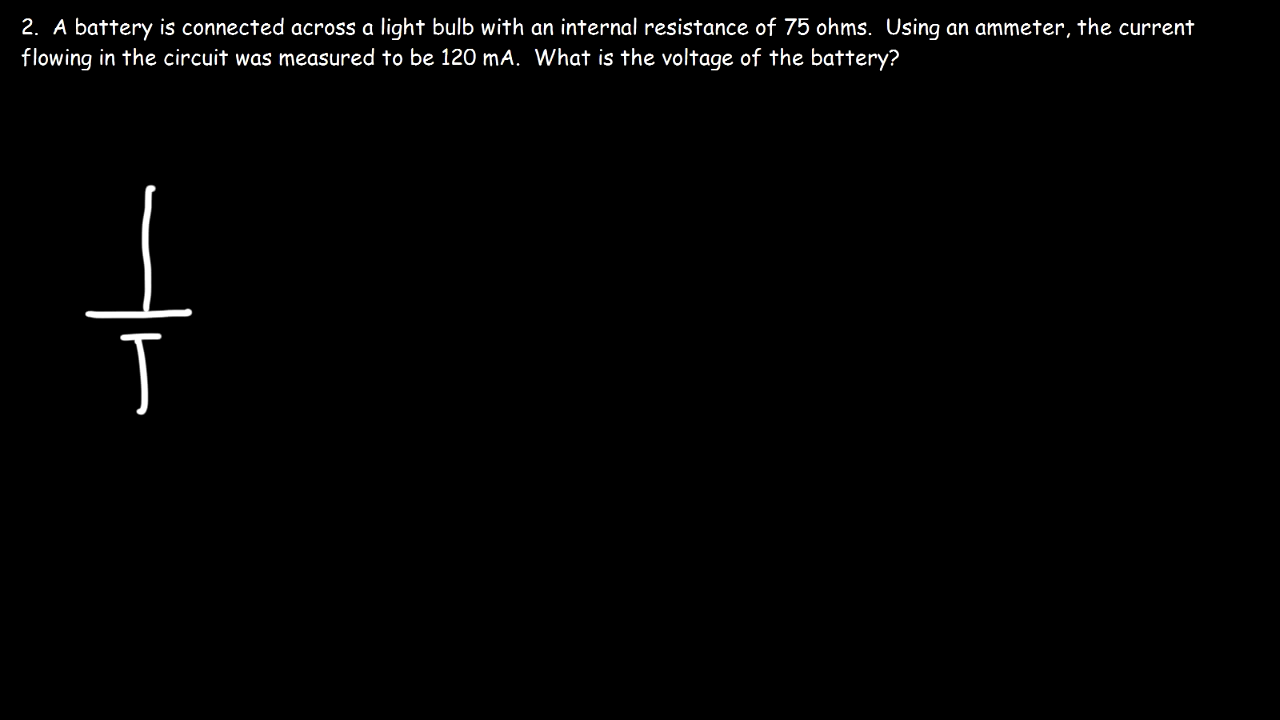 2. A battery is connected across a light bulb with an internal resistance of 75 ohms. Using an ammeter, the current
flowing in the circuit was measured to be 120 mA. What is the voltage of the battery?